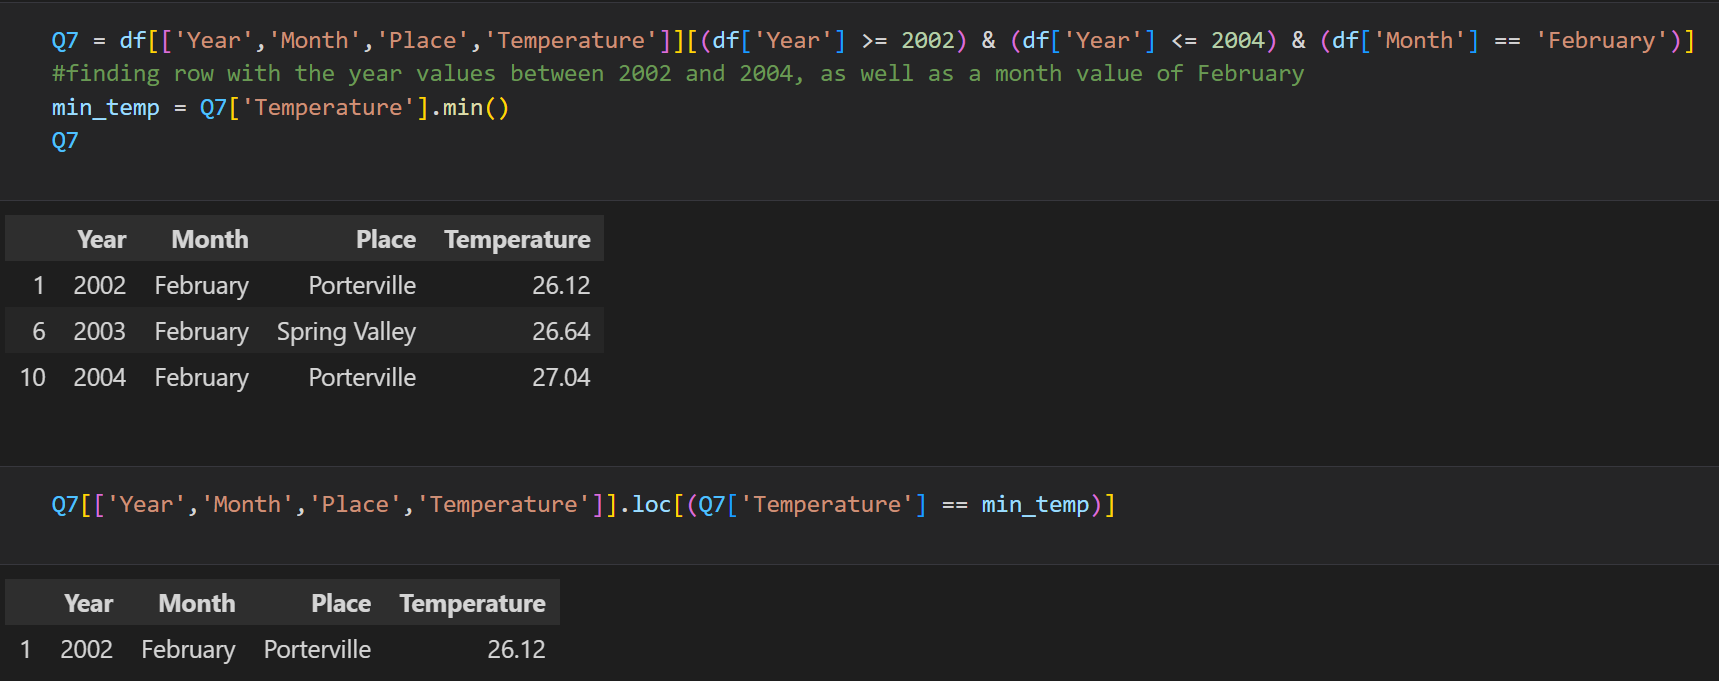 Q7 = df[['Year','Month','Place','Temperature']][(df['Year'] >= 2002) & (df['Year'] <= 2004) & (df['Month'] == 'February')]
#finding row with the year values between 2002 and 2004, as well as a month value of February
min_temp = Q7['Temperature'].min()
Q7
Year Month Place Temperature
1 2002 February Porterville 26.12
6 2003 February Spring Valley 26.64
10 2004 February Porterville 27.04
Q7[['Year','Month','Place','Temperature']].loc[(Q7['Temperature'] == min_temp)]
Year Month Place Temperature
1 2002 February Porterville 26.12